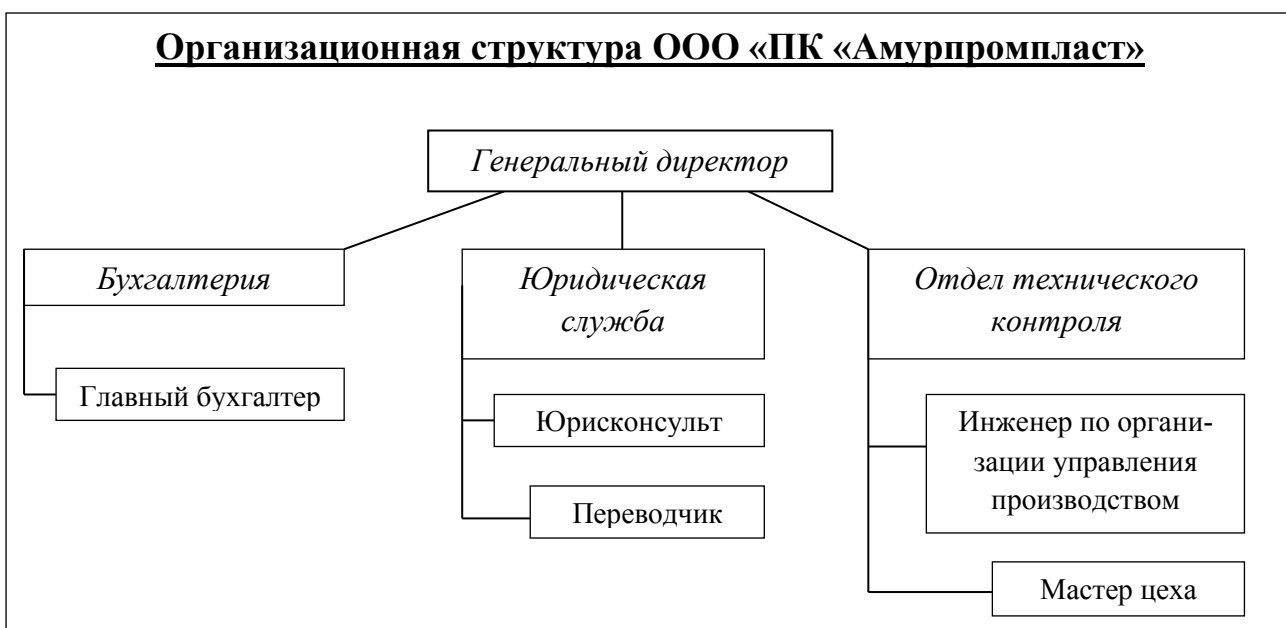 Организационная структура ООО «ПК «Амурпромпласт»
Генеральный директор
Бухгалтерия
Главный бухгалтер
Юридическая
служба
Юрисконсульт
Переводчик
Отдел технического
контроля
Инженер по органи-
зации управления
производством
Мастер цеха